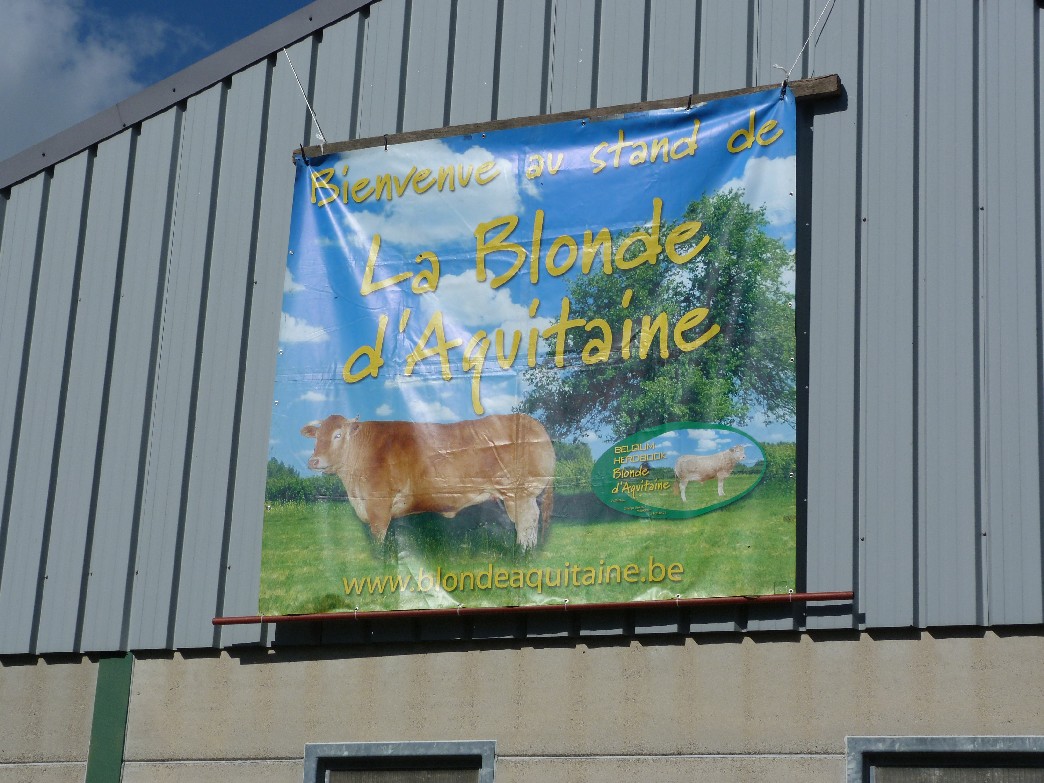 Bienvenue au stand de
La Blonde
d'Aquitaine
BELGIUM
HERDBOOK
Blonde
d'Aquitaine
www.blondeaquitaine.be